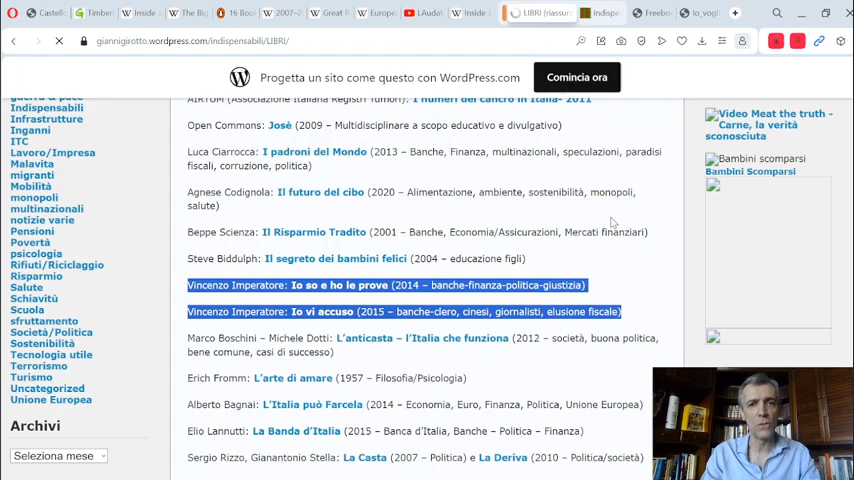 Castello
Timberl
Inside J
The Big
16 Book
2007–2
Great R
Europe
LAudat
Inside J
LIBRI (riassunt
Indispe
Freebo
Io_vogl
giannigirotto.wordpress.com/indispensabili/LIBRI/
Progetta un sito come questo con WordPress.com
Comincia ora
guerra & pace
Indispensabili
Infrastrutture
Inganni
ITC
Lavoro/Impresa
Malavita
migranti
Mobilità
monopoli
multinazionali
notizie varie
Pensioni
Povertà
psicologia
Rifiuti/Riciclaggio
Risparmio
Salute
Schiavitù
Scuola
sfruttamento
Società/Politica
Sostenibilità
Tecnologia utile
Terrorismo
Turismo
Uncategorized
Unione Europea
Archivi
Seleziona mese
AIRTUM (Associazione Italiana Registri Tumori): I numeri del cancro in Italia- 2011
Open Commons: Josè (2009 – Multidisciplinare a scopo educativo e divulgativo)
Luca Ciarrocca: I padroni del Mondo (2013 – Banche, Finanza, multinazionali, speculazioni, paradisi
fiscali, corruzione, politica)
Agnese Codignola: Il futuro del cibo (2020 – Alimentazione, ambiente, sostenibilità, monopoli,
salute)
Beppe Scienza: Il Risparmio Tradito (2001 – Banche, Economia/Assicurazioni, Mercati finanziari)
Steve Biddulph: Il segreto dei bambini felici (2004 – educazione figli)
Vincenzo Imperatore: Io so e ho le prove (2014 – banche-finanza-politica-giustizia)
Vincenzo Imperatore: Io vi accuso (2015 – banche-clero, cinesi, giornalisti, elusione fiscale)
Marco Boschini – Michele Dotti: L'anticasta – l'Italia che funziona (2012 – società, buona politica,
bene comune, casi di successo)
Erich Fromm: L'arte di amare (1957 – Filosofia/Psicologia)
Alberto Bagnai: L'Italia può Farcela (2014 – Economia, Euro, Finanza, Politica, Unione Europea)
Elio Lannutti: La Banda d'Italia (2015 – Banca d'Italia, Banche – Politica – Finanza)
Sergio Rizzo, Gianantonio Stella: La Casta (2007 – Politica) e La Deriva (2010 – Politica/società)
Video Meat the truth -
Carne, la verità
sconosciuta
Bambini scomparsi
Bambini Scomparsi